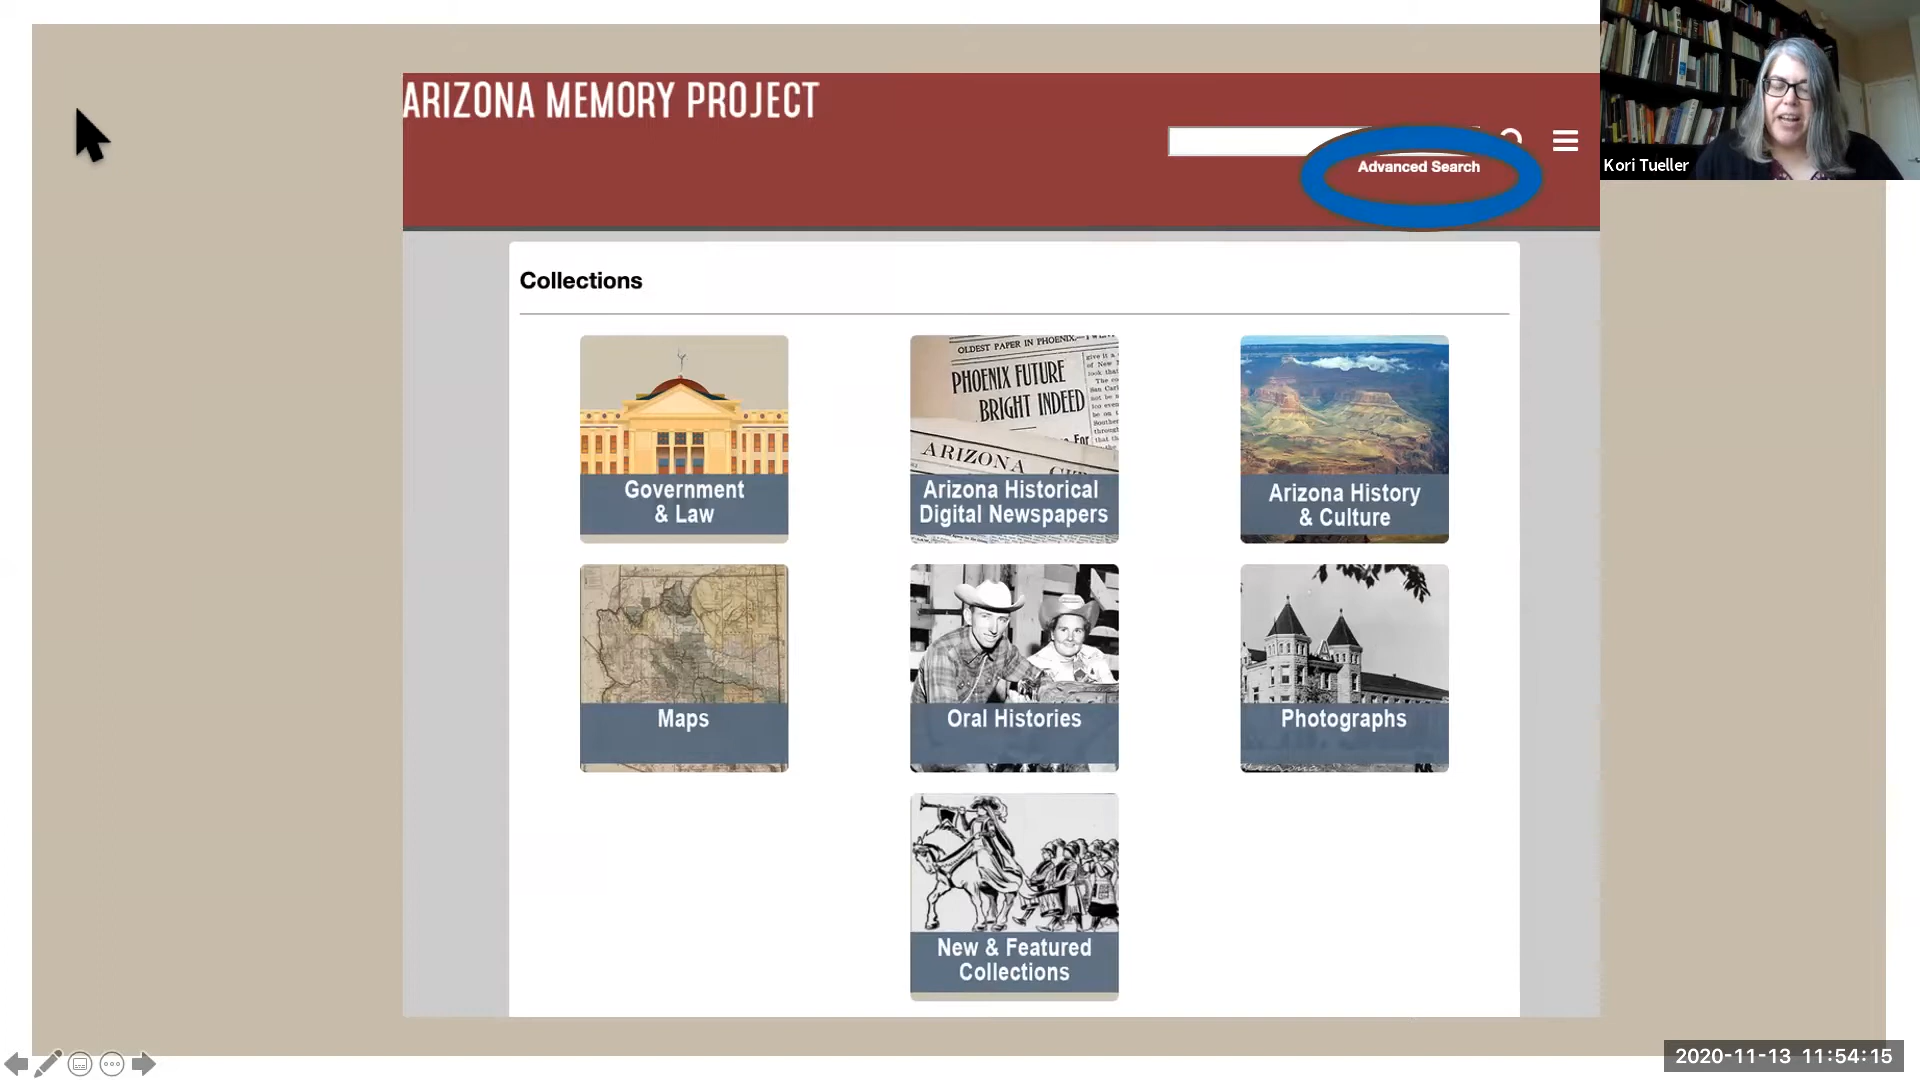 ARIZONA MEMORY PROJECT
Advanced Search
Kori Tueller
Collections
OLDEST PAPER IN PHOENIX.
PHOENIX FUTURE
BRIGHT INDEED
ARIZONA
Government
& Law
Arizona Historical
Digital Newspapers
Arizona History
& Culture
Maps
Oral Histories
Photographs
New & Featured
Collections
2020-11-13 11:54:15